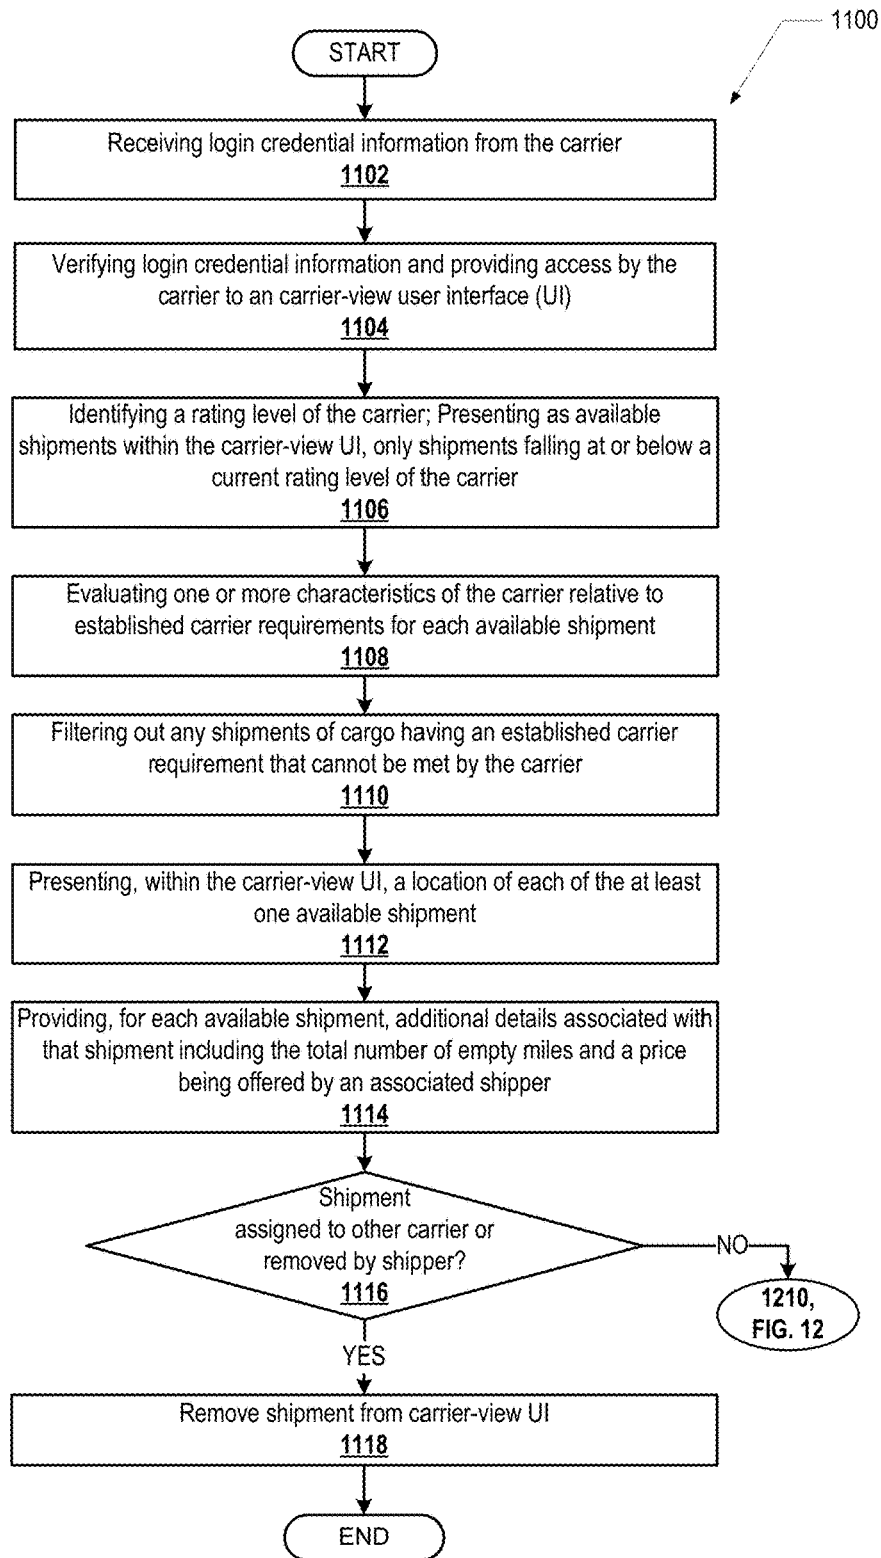 1100
START
Receiving login credential information from the carrier
1102
Verifying login credential information and providing access by the
carrier to an carrier-view user interface (UI)
1104
Identifying a rating level of the carrier; Presenting as available
shipments within the carrier-view UI, only shipments falling at or below a
current rating level of the carrier
1106
Evaluating one or more characteristics of the carrier relative to
established carrier requirements for each available shipment
1108
Filtering out any shipments of cargo having an established carrier
requirement that cannot be met by the carrier
1110
Presenting, within the carrier-view UI, a location of each of the at least
one available shipment
1112
Providing, for each available shipment, additional details associated with
that shipment including the total number of empty miles and a price
being offered by an associated shipper
1114
Shipment
assigned to other carrier or
removed by shipper?
1116
NO
1210,
FIG. 12
YES
Remove shipment from carrier-view UI
1118
END